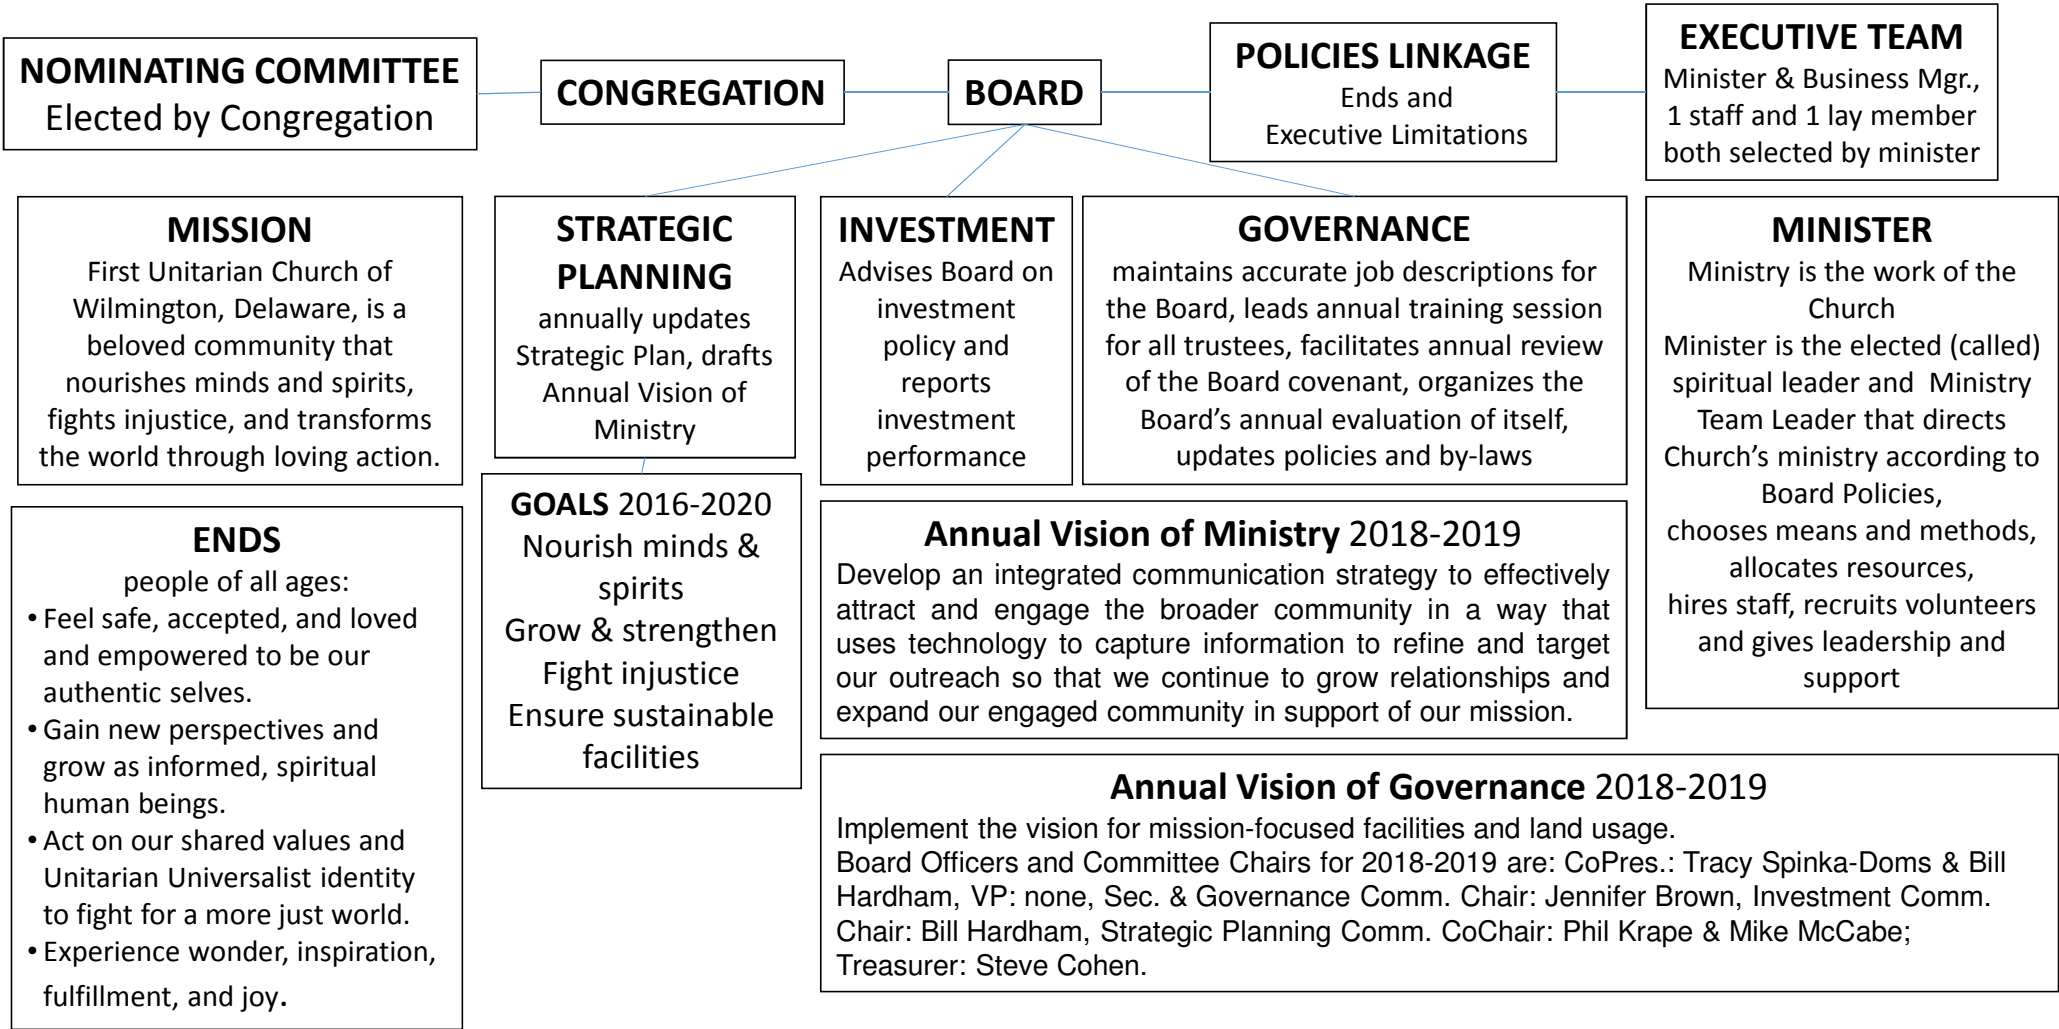 NOMINATING COMMITTEE
Elected by Congregation
CONGREGATION
BOARD
POLICIES LINKAGE
Ends and
Executive Limitations
EXECUTIVE TEAM
Minister & Business Mgr.,
1 staff and 1 lay member
both selected by minister
MISSION
First Unitarian Church of
Wilmington, Delaware, is a
beloved community that
nourishes minds and spirits,
fights injustice, and transforms
the world through loving action.
STRATEGIC
PLANNING
annually updates
Strategic Plan, drafts
Annual Vision of
Ministry
INVESTMENT
Advises Board on
investment
policy and
reports
investment
performance
GOVERNANCE
maintains accurate job descriptions for
the Board, leads annual training session
for all trustees, facilitates annual review
of the Board covenant, organizes the
Board’s annual evaluation of itself,
updates policies and by-laws
MINISTER
Ministry is the work of the
Church
Minister is the elected (called)
spiritual leader and Ministry
Team Leader that directs
Church’s ministry according to
Board Policies,
chooses means and methods,
allocates resources,
hires staff, recruits volunteers
and gives leadership and
support
ENDS
people of all ages:
• Feel safe, accepted, and loved
and empowered to be our
authentic selves.
• Gain new perspectives and
grow as informed, spiritual
human beings.
• Act on our shared values and
Unitarian Universalist identity
to fight for a more just world.
• Experience wonder, inspiration,
fulfillment, and joy.
GOALS 2016-2020
Nourish minds &
spirits
Grow & strengthen
Fight injustice
Ensure sustainable
facilities
Annual Vision of Ministry 2018-2019
Develop an integrated communication strategy to effectively
attract and engage the broader community in a way that
uses technology to capture information to refine and target
our outreach so that we continue to grow relationships and
expand our engaged community in support of our mission.
Annual Vision of Governance 2018-2019
Implement the vision for mission-focused facilities and land usage.
Board Officers and Committee Chairs for 2018-2019 are: CoPres.: Tracy Spinka-Doms & Bill
Hardham, VP: none, Sec. & Governance Comm. Chair: Jennifer Brown, Investment Comm.
Chair: Bill Hardham, Strategic Planning Comm. CoChair: Phil Krape & Mike McCabe;
Treasurer: Steve Cohen.